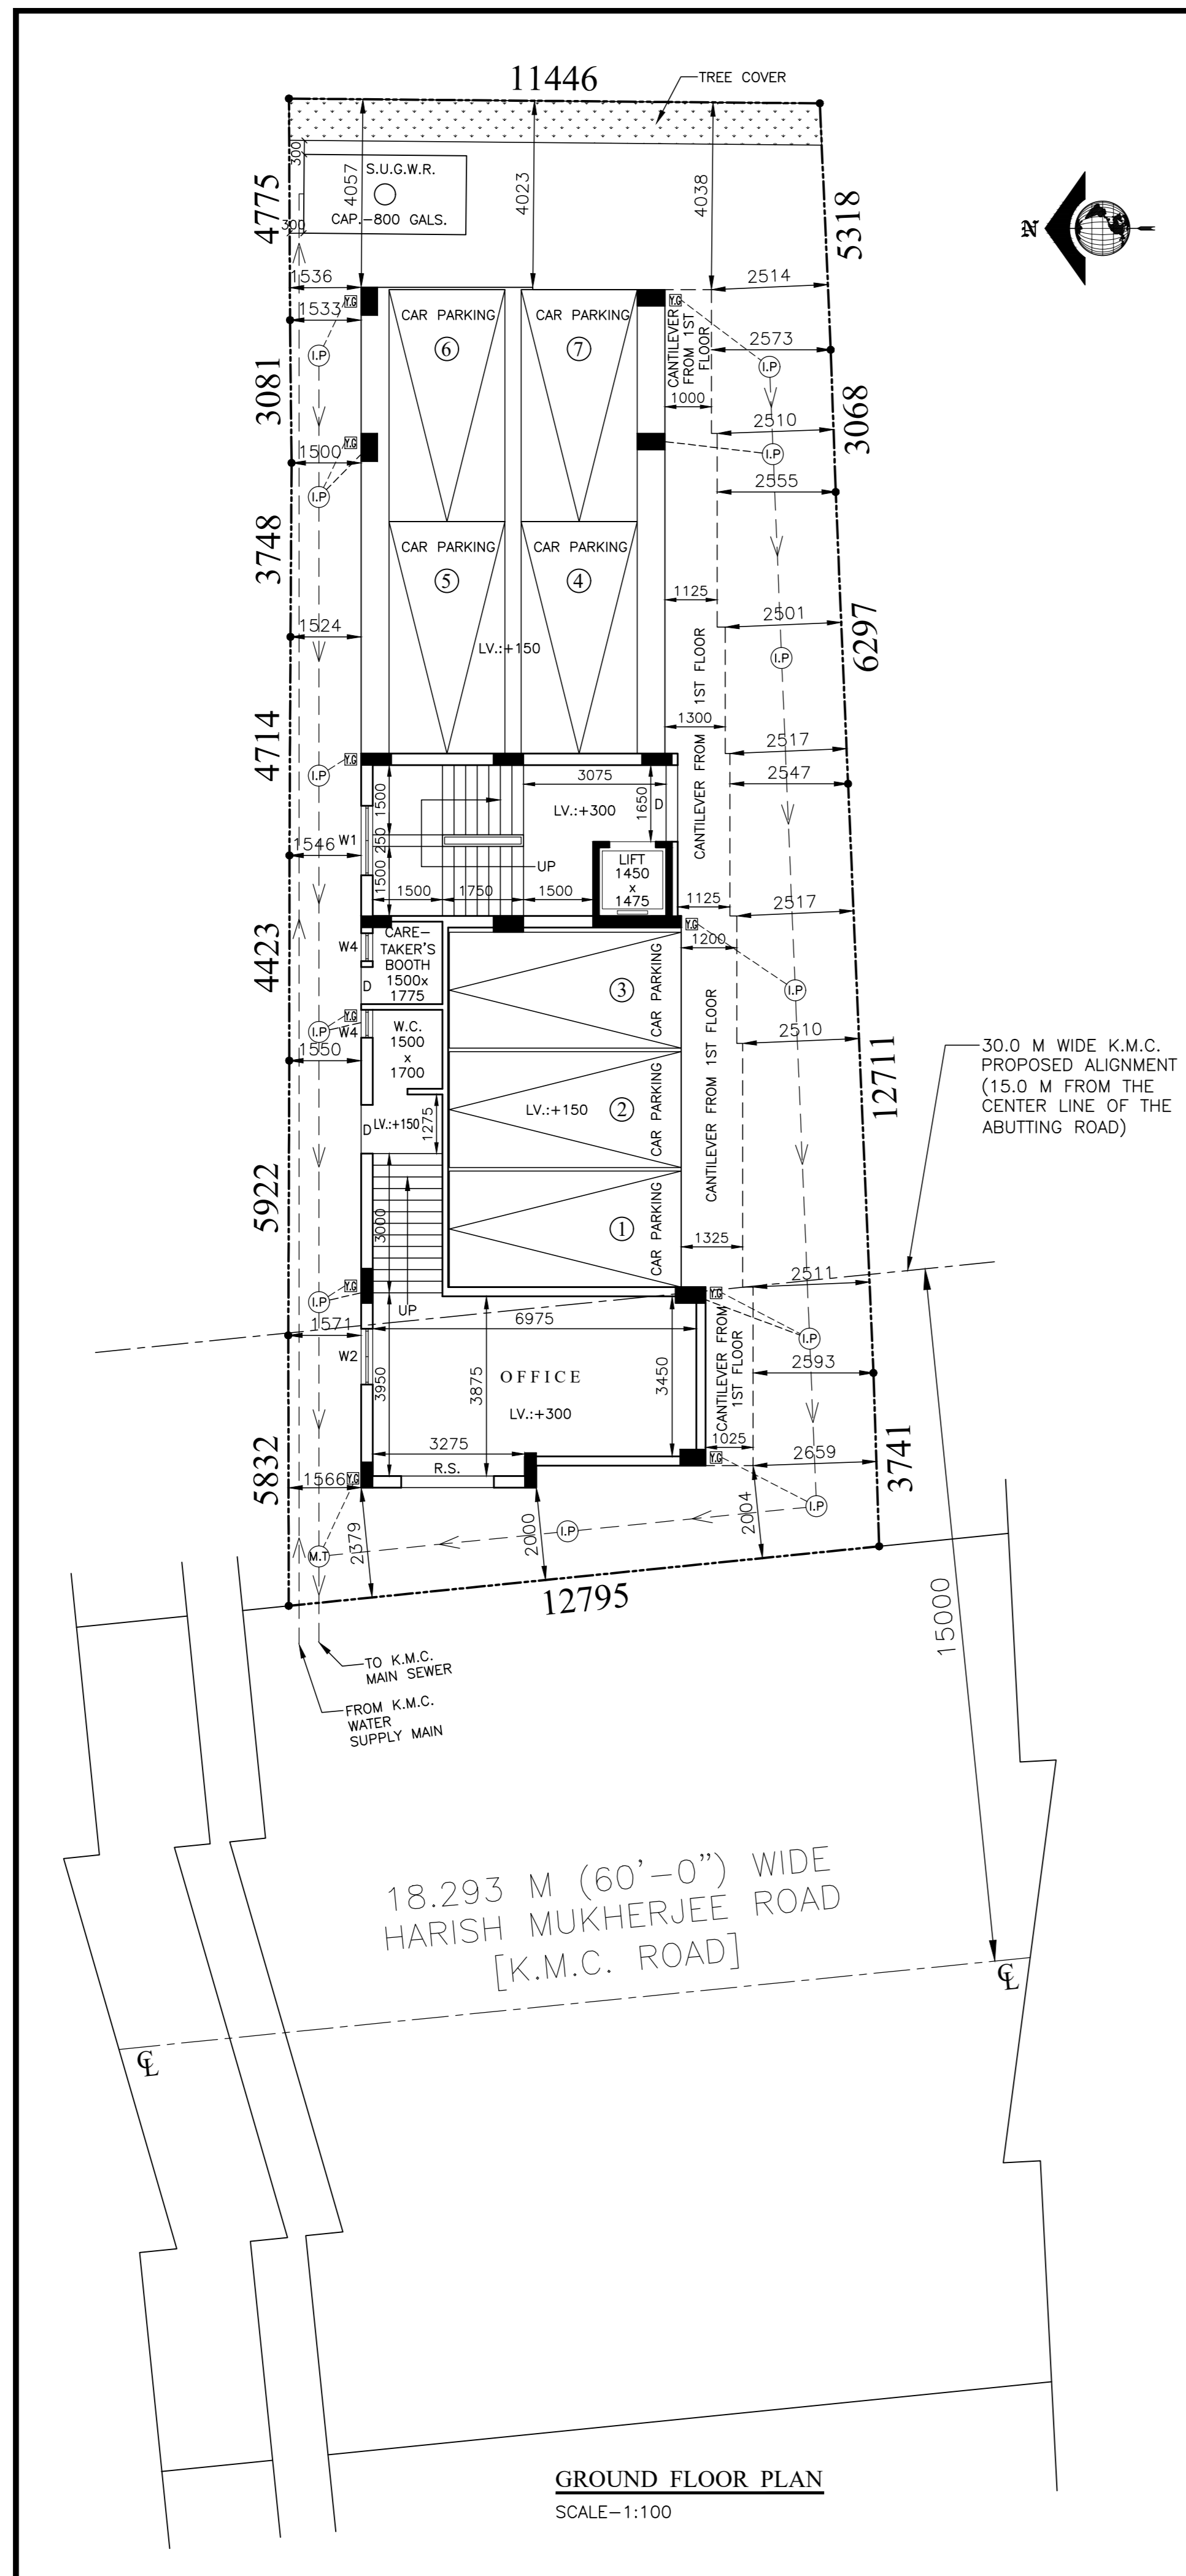 11446
TREE COVER
S.U.G.W.R.
CAP.-800 GALS.
300
300
4057
4023
4038
4775
5318
N
1536
2514
1533
Y.G
Y.G
CAR PARKING
CAR PARKING
6
7
CANTILEVER
FROM 1ST
FLOOR
2573
I.P
I.P
3081
1000
3068
2510
Y.G
1500
I.P
2555
I.P
3748
CAR PARKING
CAR PARKING
5
4
1125
2501
6297
1524
LV.:+150
I.P
CANTILEVER FROM 1ST FLOOR
4714
1300
2517
Y.G
I.P
3075
2547
1500
1650
D
LV.:+300
W1
250
1546
UP
LIFT
1450
x
1475
1500
1500
1750
1500
1125
2517
4423
W4
CARE-
TAKER'S
BOOTH
1500x
1775
D
Y.G
1200
3
CAR PARKING
I.P
Y.G
I.P
W4
W.C.
1500
x
1700
2510
1550
CANTILEVER FROM 1ST FLOOR
12711
30.0 M WIDE K.M.C.
PROPOSED ALIGNMENT
(15.0 M FROM THE
CENTER LINE OF THE
ABUTTING ROAD)
D
LV.:+150
1275
LV.:+150
2
CAR PARKING
5922
3000
1
CAR PARKING
1325
2511
Y.G
I.P
UP
Y.G
1571
6975
I.P
W2
3950
3875
OFFICE
3450
CANTILEVER FROM
1ST FLOOR
2593
LV.:+300
5832
3275
1025
2659
3741
1566
Y.G
R.S.
Y.G
2379
2000
2004
I.P
I.P
M.T
12795
15000
TO K.M.C.
MAIN SEWER
FROM K.M.C.
WATER
SUPPLY MAIN
18.293 M (60'-0") WIDE
HARISH MUKHERJEE ROAD
[K.M.C. ROAD]
℄
℄
GROUND FLOOR PLAN
SCALE-1:100